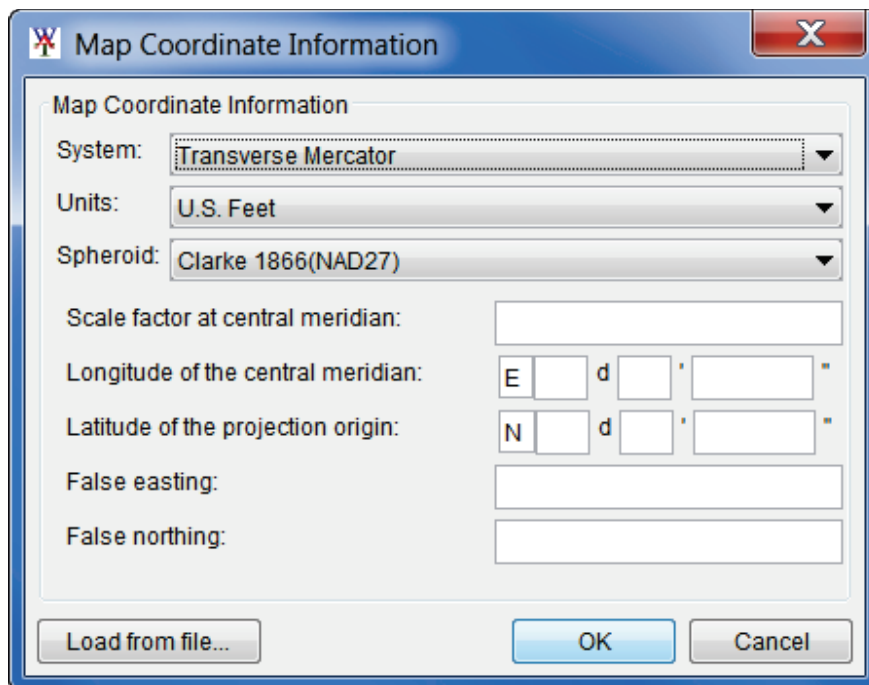 Map Coordinate Information
Map Coordinate Information
System: Transverse Mercator
Units: U.S. Feet
Spheroid: Clarke 1866(NAD27)
Scale factor at central meridian:
Longitude of the central meridian: E d ' "
Latitude of the projection origin: N d ' "
False easting:
False northing:
Load from file... OK Cancel